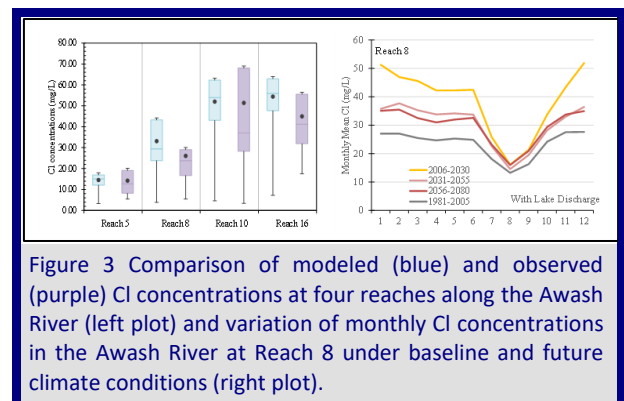 80.00
70.00
60.00
50.00
40.00
30.00
20.00
10.00
0.00
Cl concentrations (mg/L)
Reach 5
Reach 8
Reach 10
Reach 16
60
50
40
30
20
10
0
Monthly Mean Cl (mg/L)
Reach 8
2006-2030
2031-2055
2056-2080
1981-2005
With Lake Discharge
1 2 3 4 5 6 7 8 9 10 11 12
Figure 3 Comparison of modeled (blue) and observed
(purple) Cl concentrations at four reaches along the Awash
River (left plot) and variation of monthly Cl concentrations
in the Awash River at Reach 8 under baseline and future
climate conditions (right plot).